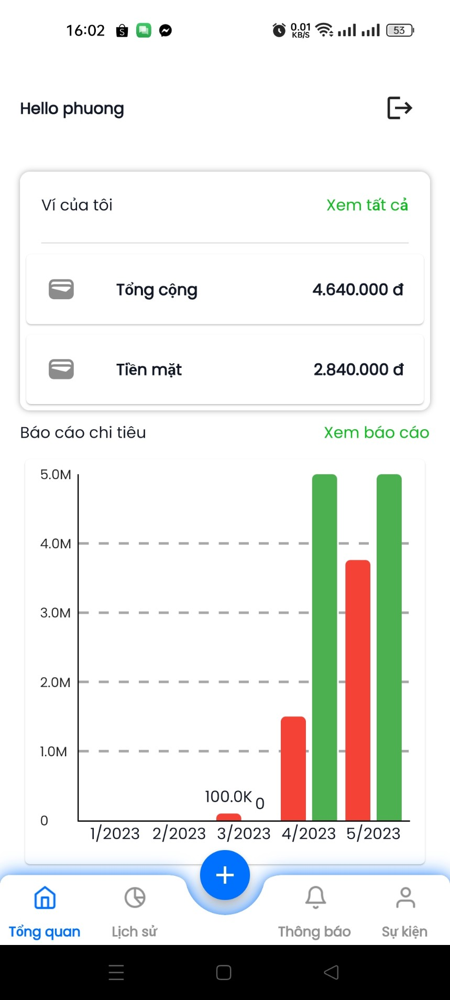 16:02 0.01 KB/S 53
Hello phuong
Ví của tôi Xem tất cả
Tổng cộng 4.640.000 đ
Tiền mặt 2.840.000 đ
Báo cáo chi tiêu Xem báo cáo
5.0M
4.0M
3.0M
2.0M
1.0M
100.0K 0
0
1/2023 2/2023 3/2023 4/2023 5/2023
Tổng quan Lịch sử Thông báo Sự kiện